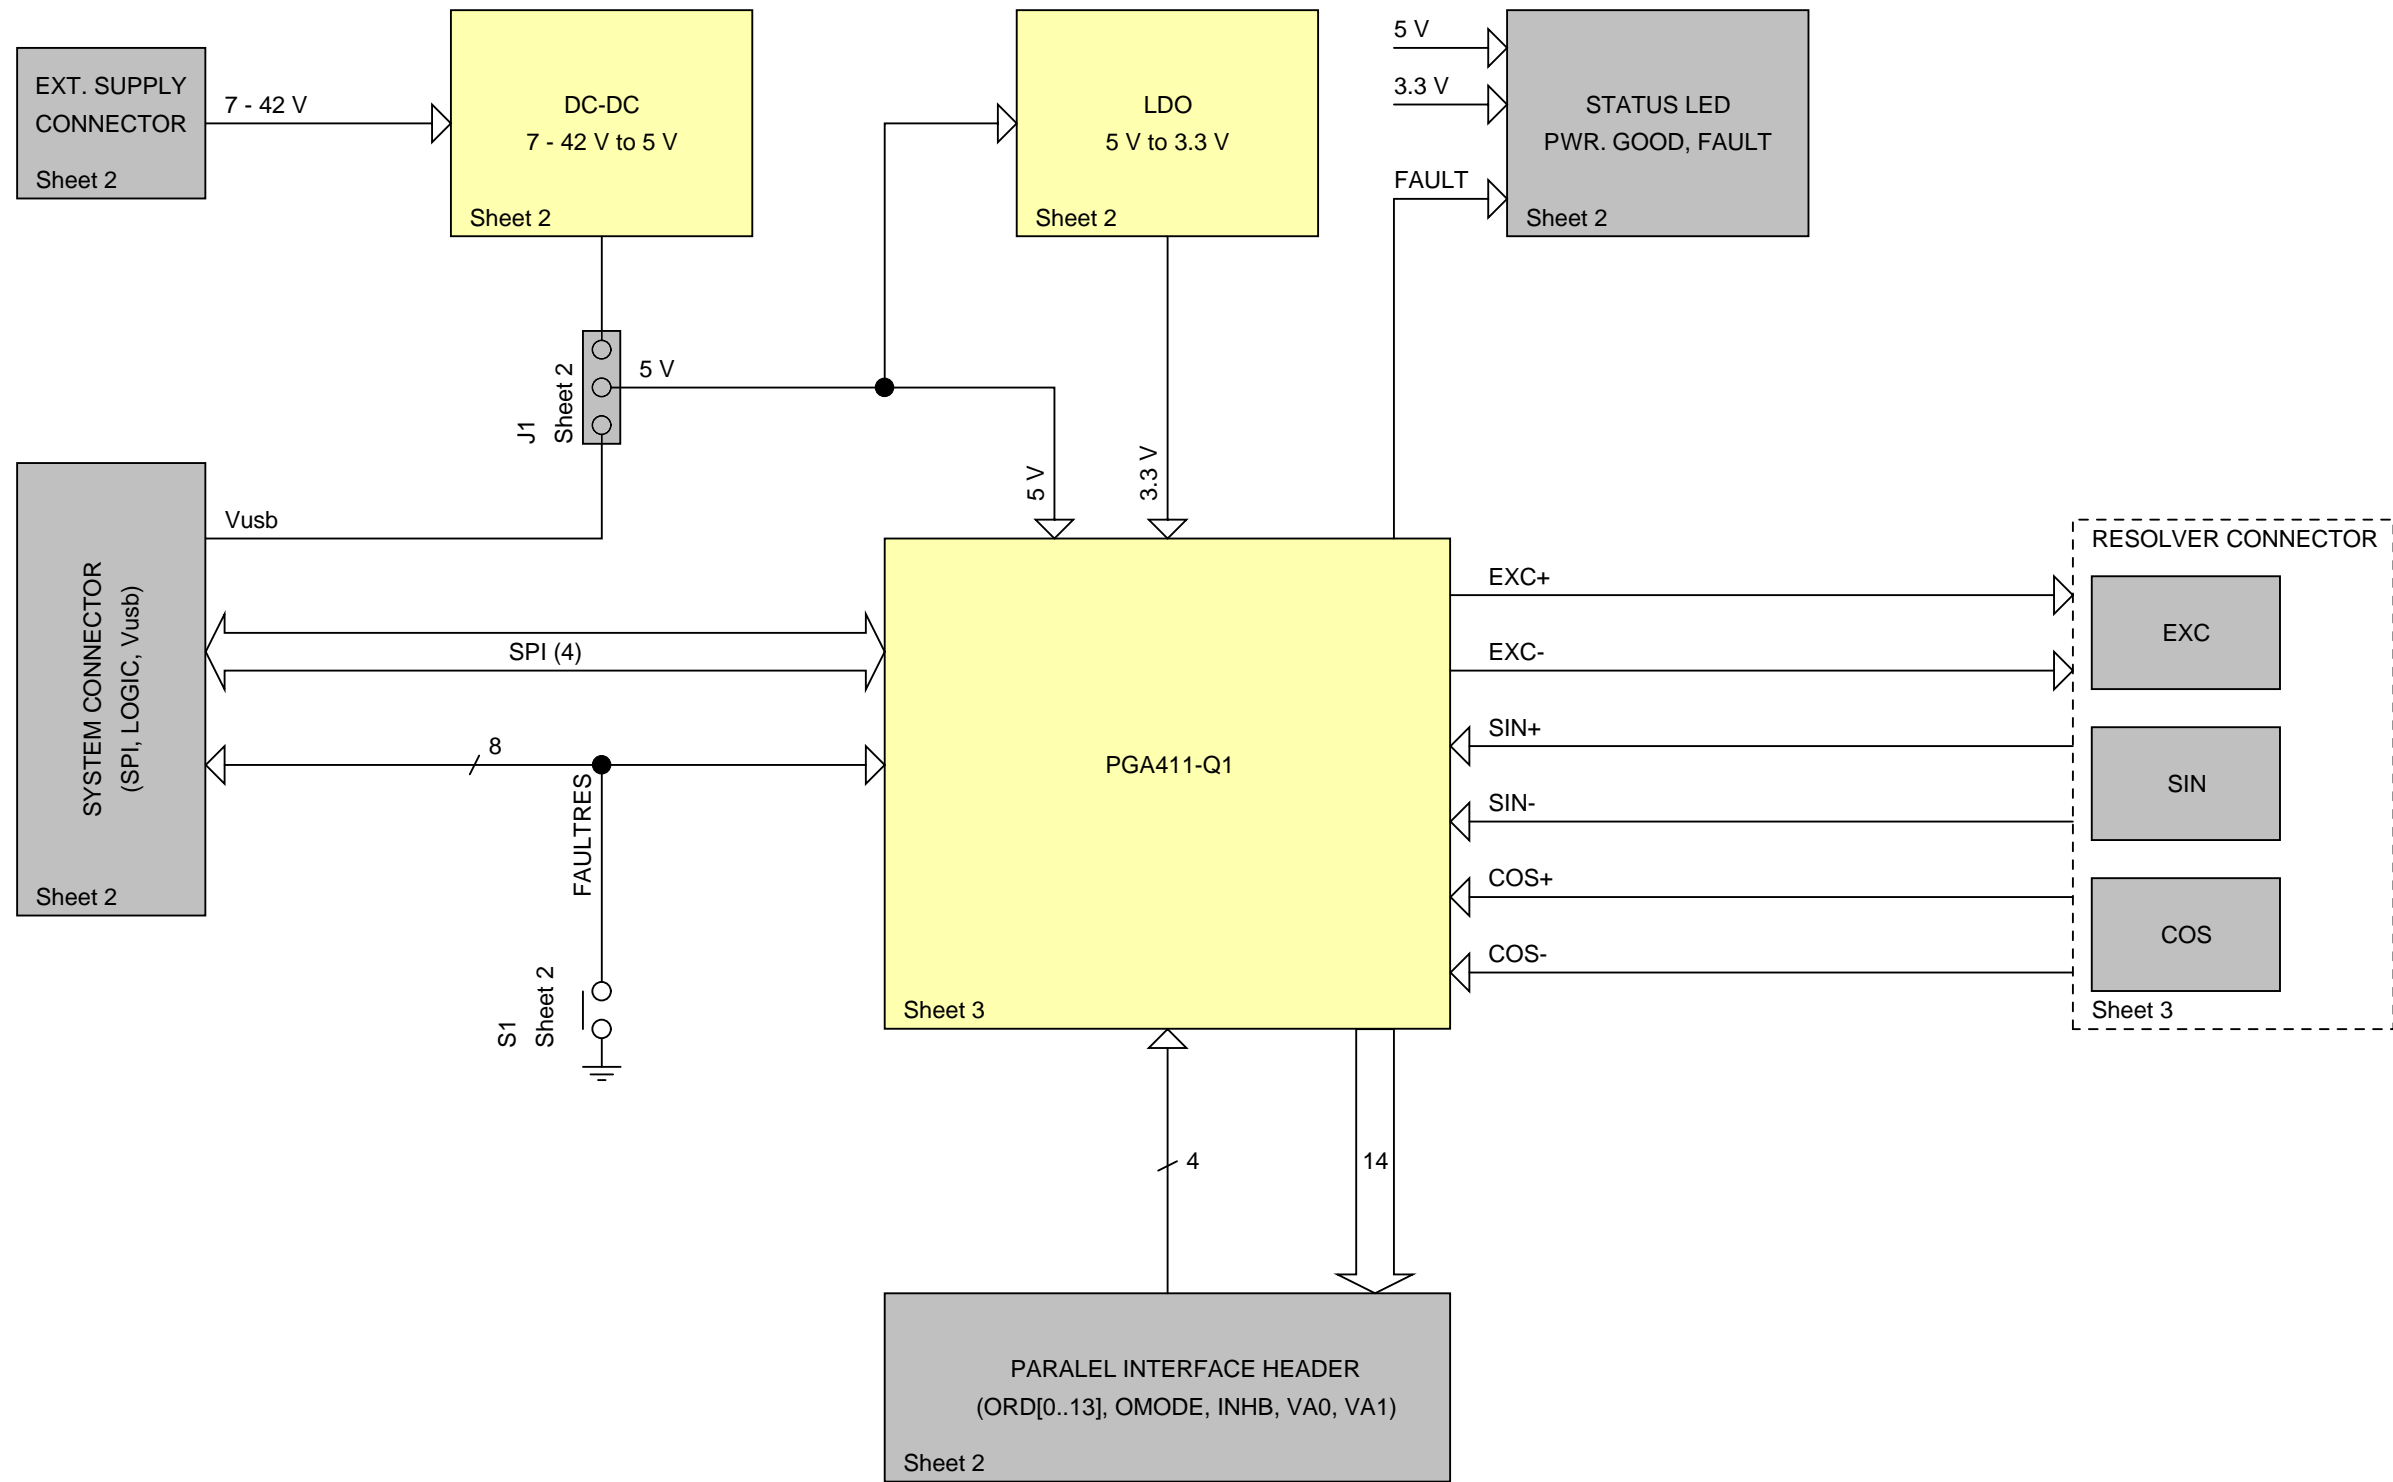 EXT. SUPPLY
CONNECTOR
Sheet 2
7 - 42 V
DC-DC
7 - 42 V to 5 V
Sheet 2
LDO
5 V to 3.3 V
Sheet 2
5 V
3.3 V
FAULT
STATUS LED
PWR. GOOD, FAULT
Sheet 2
J1
Sheet 2
5 V
5 V
3.3 V
SYSTEM CONNECTOR
(SPI, LOGIC, Vusb)
Sheet 2
Vusb
SPI (4)
8
FAULTRES
S1
Sheet 2
PGA411-Q1
Sheet 3
EXC+
EXC-
SIN+
SIN-
COS+
COS-
RESOLVER CONNECTOR
EXC
SIN
COS
Sheet 3
4
14
PARALEL INTERFACE HEADER
(ORD[0..13], OMODE, INHB, VA0, VA1)
Sheet 2